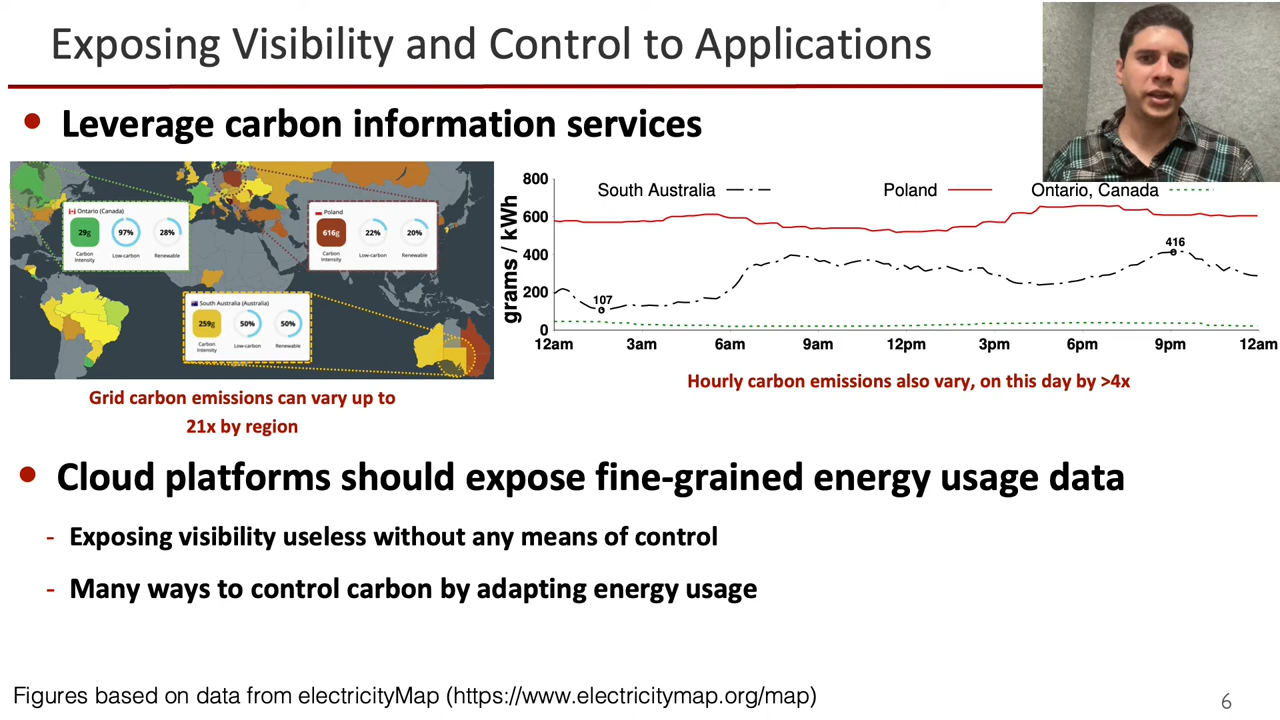 Exposing Visibility and Control to Applications
• Leverage carbon information services
Ontario (Canada)
29g
97%
28%
Carbon Intensity
Low-carbon
Renewable
Poland
616g
22%
20%
Carbon Intensity
Low-carbon
Renewable
South Australia (Australia)
259g
50%
50%
Carbon Intensity
Low-carbon
Renewable
Grid carbon emissions can vary up to
21x by region
South Australia
Poland
Ontario, Canada
grams / kWh
800
600
400
200
0
107
416
12am 3am 6am 9am 12pm 3pm 6pm 9pm 12am
Hourly carbon emissions also vary, on this day by >4x
• Cloud platforms should expose fine-grained energy usage data
- Exposing visibility useless without any means of control
- Many ways to control carbon by adapting energy usage
Figures based on data from electricityMap (https://www.electricitymap.org/map)
6